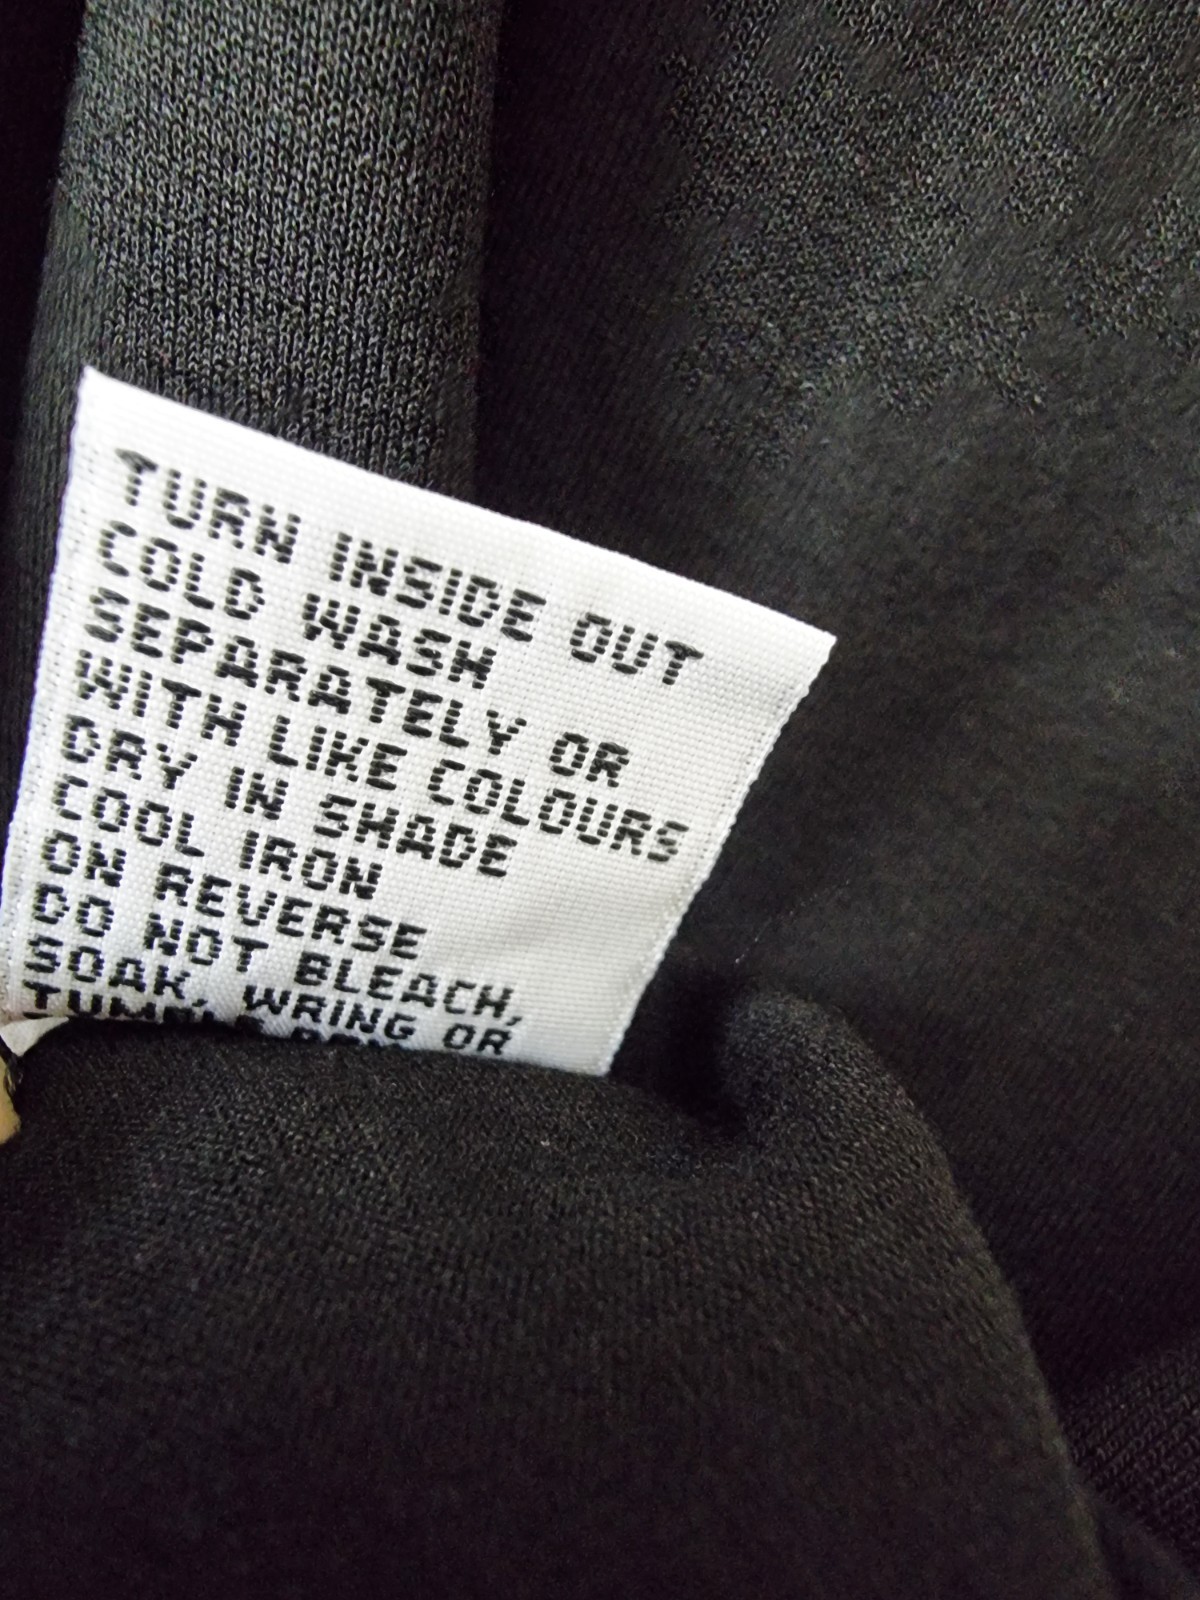 TURN INSIDE OUT
COLD WASH
SEPARATELY OR
WITH LIKE COLOURS
DRY IN SHADE
COOL IRON
ON REVERSE
DO NOT BLEACH,
SOAK, WRING OR
TUMBLE